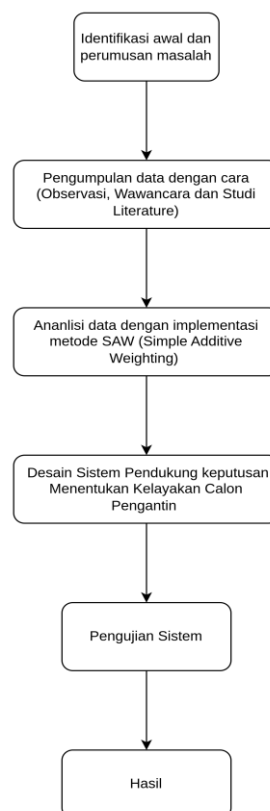 Identifikasi awal dan
perumusan masalah
Pengumpulan data dengan cara
(Observasi, Wawancara dan Studi
Literature)
Ananlisi data dengan implementasi
metode SAW (Simple Additive
Weighting)
Desain Sistem Pendukung keputusan
Menentukan Kelayakan Calon
Pengantin
Pengujian Sistem
Hasil